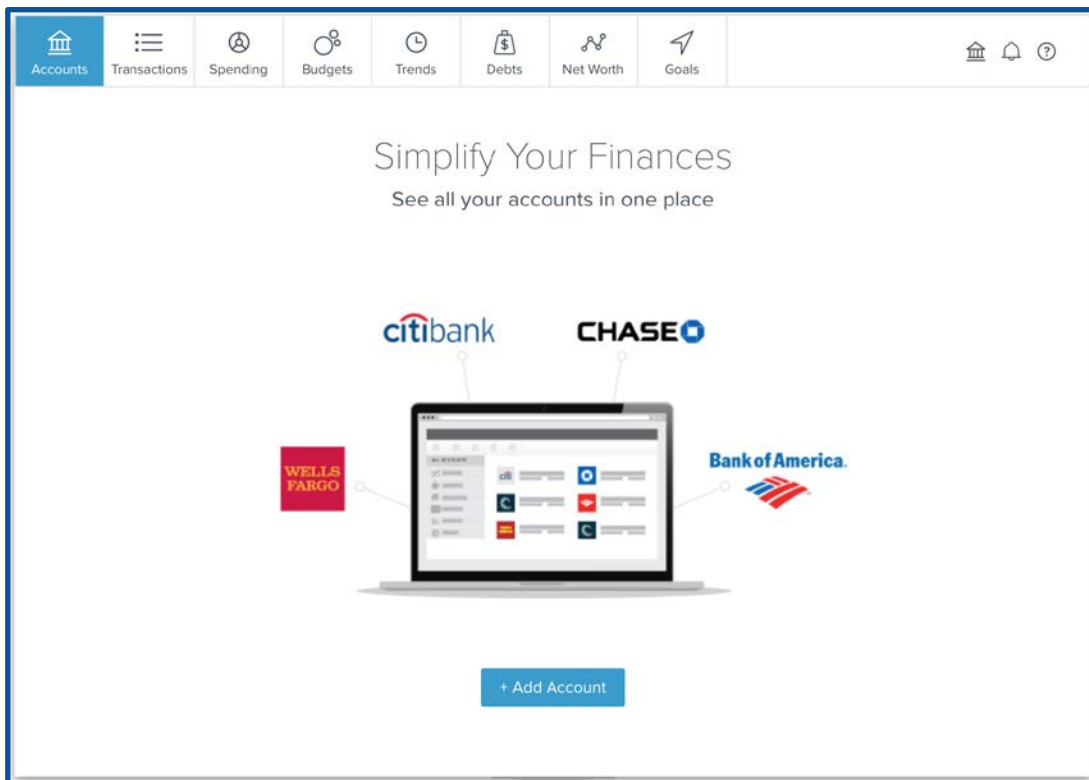 Accounts
Transactions
Spending
Budgets
Trends
Debts
Net Worth
Goals
Simplify Your Finances
See all your accounts in one place
citibank
CHASE
WELLS
FARGO
Bank of America.
citi
+ Add Account